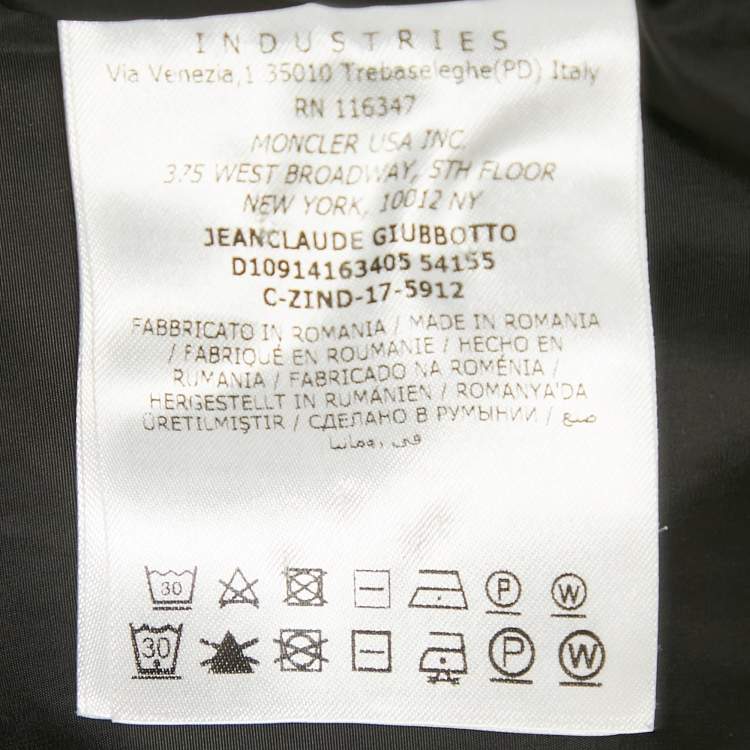 INDUSTRIES
Via Venezia,1 35010 Trebaseleghe(PD) Italy
RN 116347
MONCLER USA INC.
375 WEST BROADWAY, 5TH FLOOR
NEW YORK, 10012 NY
JEANCLAUDE GIUBBOTTO
D10914163405 54155
C-ZIND-17-5912
FABBRICATO IN ROMANIA / MADE IN ROMANIA
/ FABRIQUÉ EN ROUMANIE / HECHO EN
RUMANIA / FABRICADO NA ROMÉNIA /
HERGESTELLT IN RUMÄNIEN / ROMANYA'DA
ÜRETILMIŞTIR / СДЕЛАНО В РУМЫНИИ / صنع
في رومانيا
30 P W
30 P W